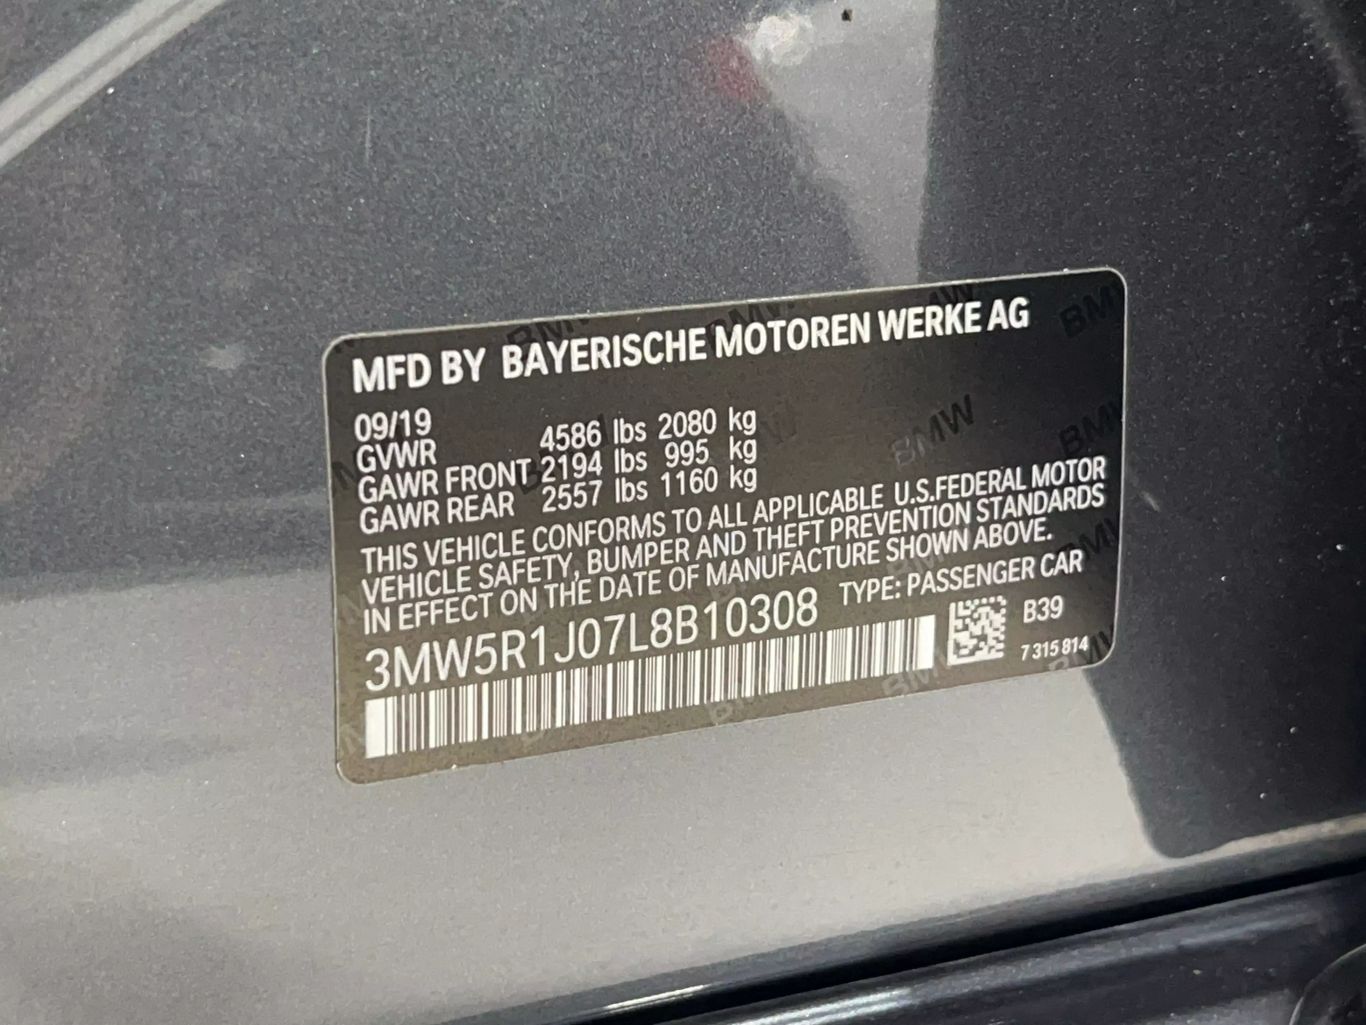 MFD BY BAYERISCHE MOTOREN WERKE AG
09/19
GVWR 4586 lbs 2080 kg
GAWR FRONT 2194 lbs 995 kg
GAWR REAR 2557 lbs 1160 kg
THIS VEHICLE CONFORMS TO ALL APPLICABLE U.S.FEDERAL MOTOR
VEHICLE SAFETY, BUMPER AND THEFT PREVENTION STANDARDS
IN EFFECT ON THE DATE OF MANUFACTURE SHOWN ABOVE.
3MW5R1J07L8B10308 TYPE: PASSENGER CAR
B39
7 315 814